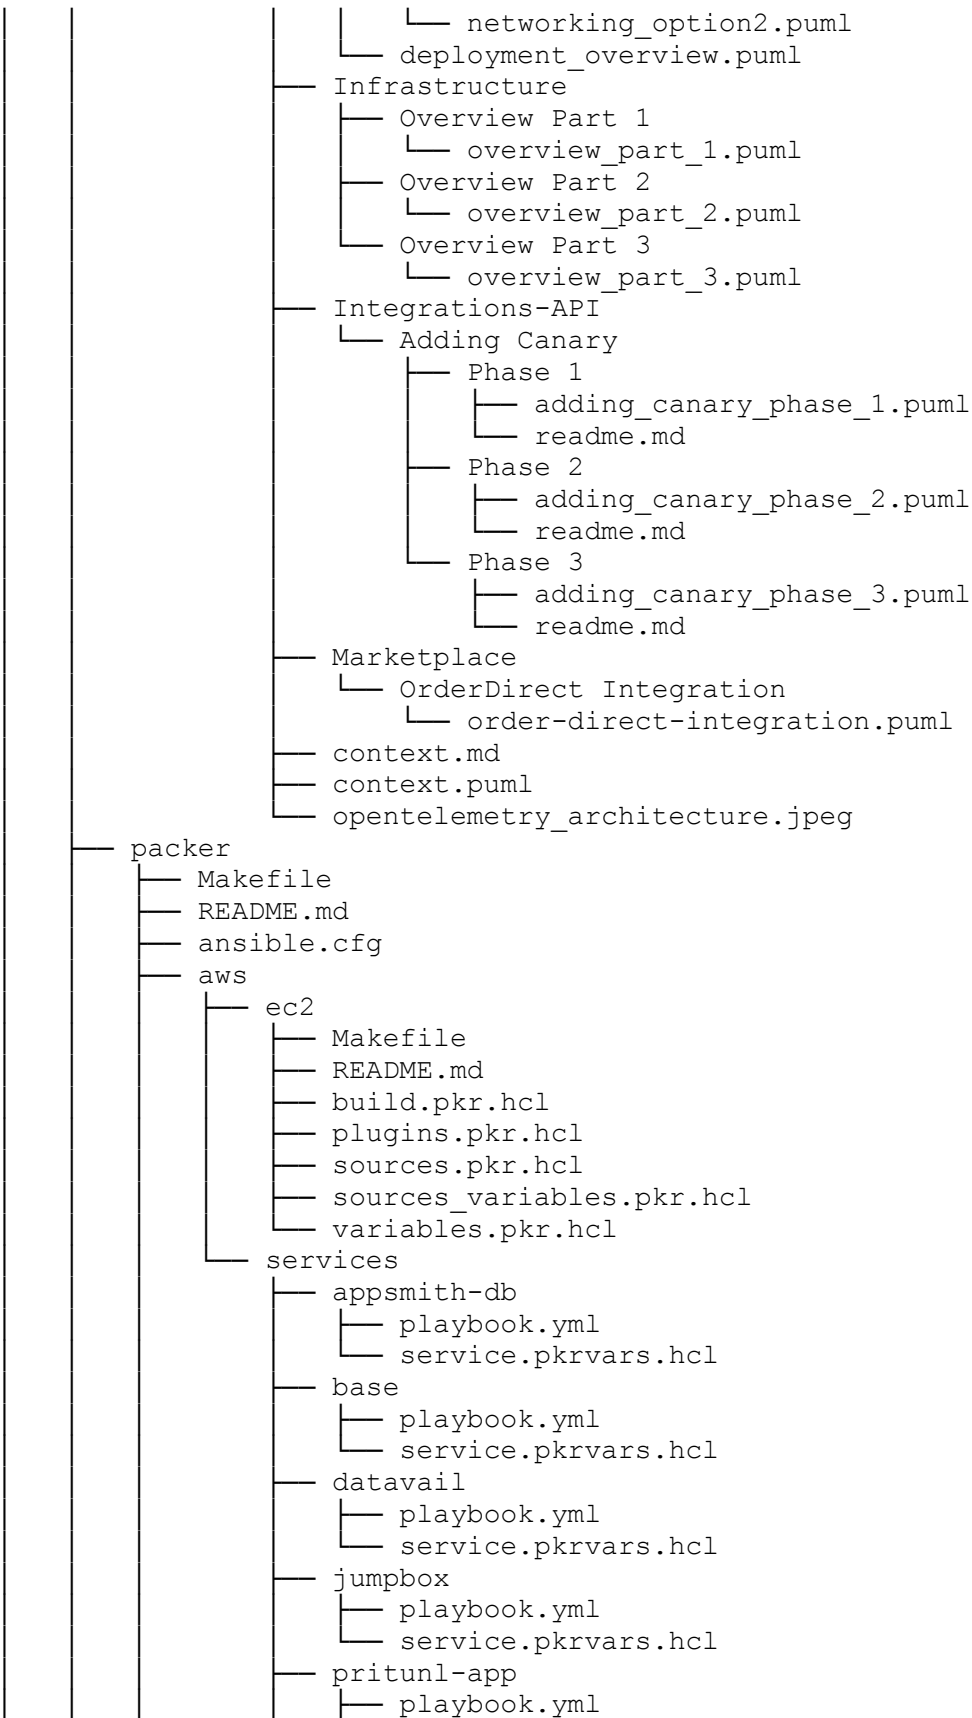 │   │           │   │   └── networking_option2.puml
│   │           │   └── deployment_overview.puml
│   │           ├── Infrastructure
│   │           │   ├── Overview Part 1
│   │           │   │   └── overview_part_1.puml
│   │           │   ├── Overview Part 2
│   │           │   │   └── overview_part_2.puml
│   │           │   └── Overview Part 3
│   │           │       └── overview_part_3.puml
│   │           ├── Integrations-API
│   │           │   └── Adding Canary
│   │           │       ├── Phase 1
│   │           │       │   ├── adding_canary_phase_1.puml
│   │           │       │   └── readme.md
│   │           │       ├── Phase 2
│   │           │       │   ├── adding_canary_phase_2.puml
│   │           │       │   └── readme.md
│   │           │       └── Phase 3
│   │           │           ├── adding_canary_phase_3.puml
│   │           │           └── readme.md
│   │           ├── Marketplace
│   │           │   └── OrderDirect Integration
│   │           │       └── order-direct-integration.puml
│   │           ├── context.md
│   │           ├── context.puml
│   │           └── opentelemetry_architecture.jpeg
│   ├── packer
│   │   ├── Makefile
│   │   ├── README.md
│   │   ├── ansible.cfg
│   │   ├── aws
│   │   │   ├── ec2
│   │   │   │   ├── Makefile
│   │   │   │   ├── README.md
│   │   │   │   ├── build.pkr.hcl
│   │   │   │   ├── plugins.pkr.hcl
│   │   │   │   ├── sources.pkr.hcl
│   │   │   │   ├── sources_variables.pkr.hcl
│   │   │   │   └── variables.pkr.hcl
│   │   │   └── services
│   │   │       ├── appsmith-db
│   │   │       │   ├── playbook.yml
│   │   │       │   └── service.pkrvars.hcl
│   │   │       ├── base
│   │   │       │   ├── playbook.yml
│   │   │       │   └── service.pkrvars.hcl
│   │   │       ├── datavail
│   │   │       │   ├── playbook.yml
│   │   │       │   └── service.pkrvars.hcl
│   │   │       ├── jumpbox
│   │   │       │   ├── playbook.yml
│   │   │       │   └── service.pkrvars.hcl
│   │   │       ├── pritunl-app
│   │   │       │   ├── playbook.yml